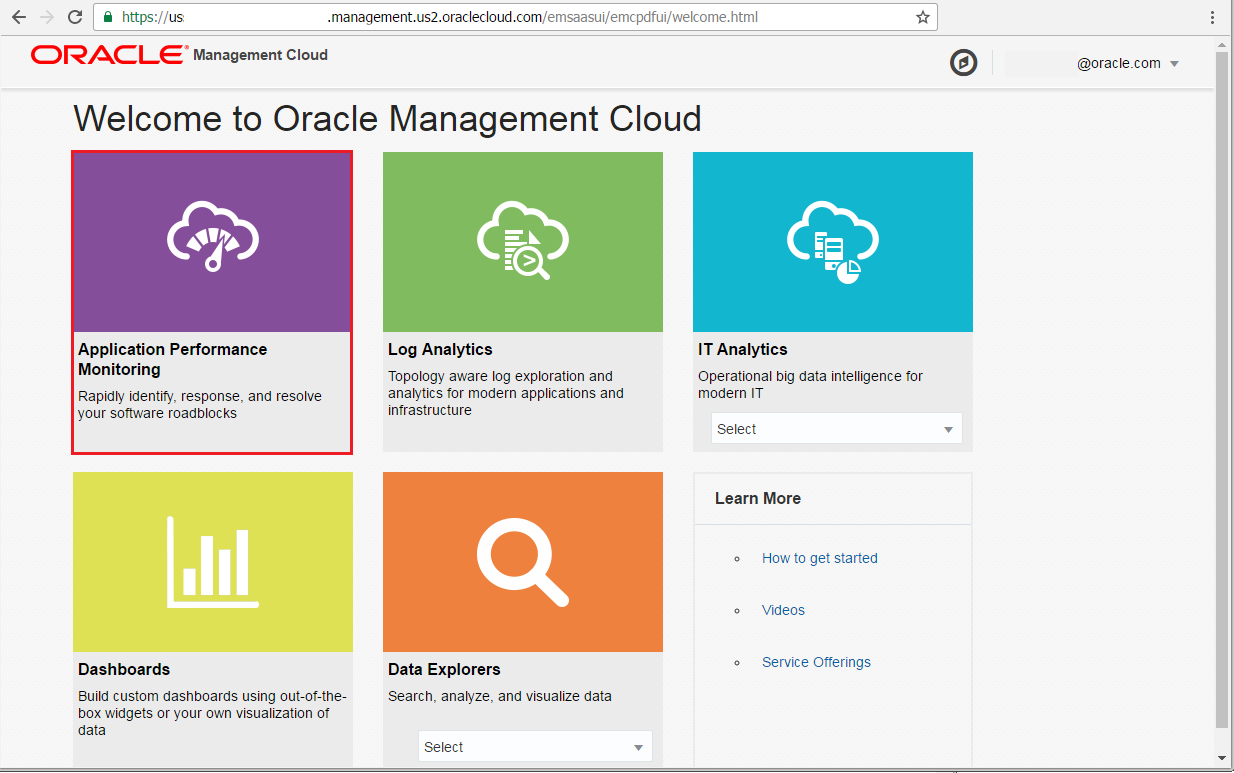 https://us: .management.us2.oraclecloud.com/emsaasui/emcpdfui/welcome.html
ORACLE® Management Cloud
@oracle.com
Welcome to Oracle Management Cloud
Application Performance
Monitoring
Rapidly identify, response, and resolve
your software roadblocks
Log Analytics
Topology aware log exploration and
analytics for modern applications and
infrastructure
IT Analytics
Operational big data intelligence for
modern IT
Select
Dashboards
Build custom dashboards using out-of-the-
box widgets or your own visualization of
data
Data Explorers
Search, analyze, and visualize data
Select
Learn More
How to get started
Videos
Service Offerings